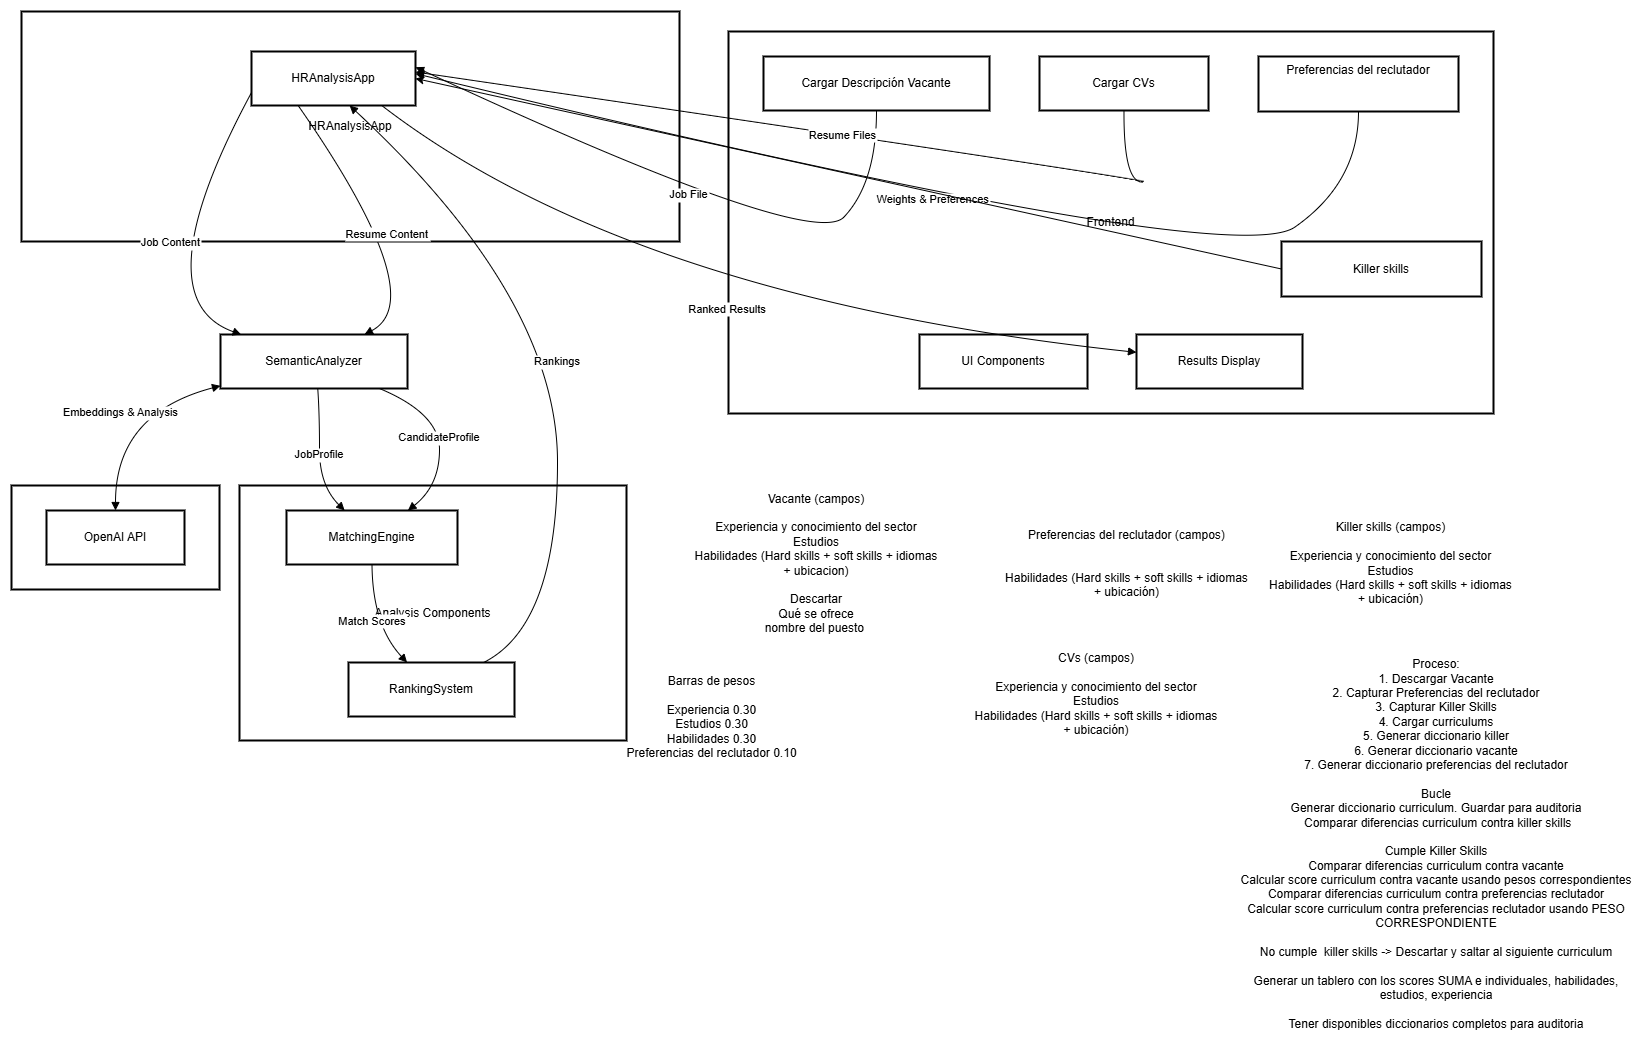 HRAnalysisApp
HRAnalysisApp
Cargar Descripción Vacante
Cargar CVs
Preferencias del reclutador
Resume Files
Job File
Weights & Preferences
Frontend
Job Content
Resume Content
Killer skills
Ranked Results
UI Components
Results Display
SemanticAnalyzer
Rankings
Embeddings & Analysis
CandidateProfile
JobProfile
OpenAI API
MatchingEngine
Analysis Components
Match Scores
RankingSystem
Vacante (campos)
Experiencia y conocimiento del sector
Estudios
Habilidades (Hard skills + soft skills + idiomas
+ ubicacion)
Descartar
Qué se ofrece
nombre del puesto
Preferencias del reclutador (campos)
Habilidades (Hard skills + soft skills + idiomas
+ ubicación)
Killer skills (campos)
Experiencia y conocimiento del sector
Estudios
Habilidades (Hard skills + soft skills + idiomas
+ ubicación)
Barras de pesos
Experiencia 0.30
Estudios 0.30
Habilidades 0.30
Preferencias del reclutador 0.10
CVs (campos)
Experiencia y conocimiento del sector
Estudios
Habilidades (Hard skills + soft skills + idiomas
+ ubicación)
Proceso:
1. Descargar Vacante
2. Capturar Preferencias del reclutador
3. Capturar Killer Skills
4. Cargar curriculums
5. Generar diccionario killer
6. Generar diccionario vacante
7. Generar diccionario preferencias del reclutador
Bucle
Generar diccionario curriculum. Guardar para auditoria
Comparar diferencias curriculum contra killer skills
Cumple Killer Skills
Comparar diferencias curriculum contra vacante
Calcular score curriculum contra vacante usando pesos correspondientes
Comparar diferencias curriculum contra preferencias reclutador
Calcular score curriculum contra preferencias reclutador usando PESO
CORRESPONDIENTE
No cumple  killer skills -> Descartar y saltar al siguiente curriculum
Generar un tablero con los scores SUMA e individuales, habilidades,
estudios, experiencia
Tener disponibles diccionarios completos para auditoria